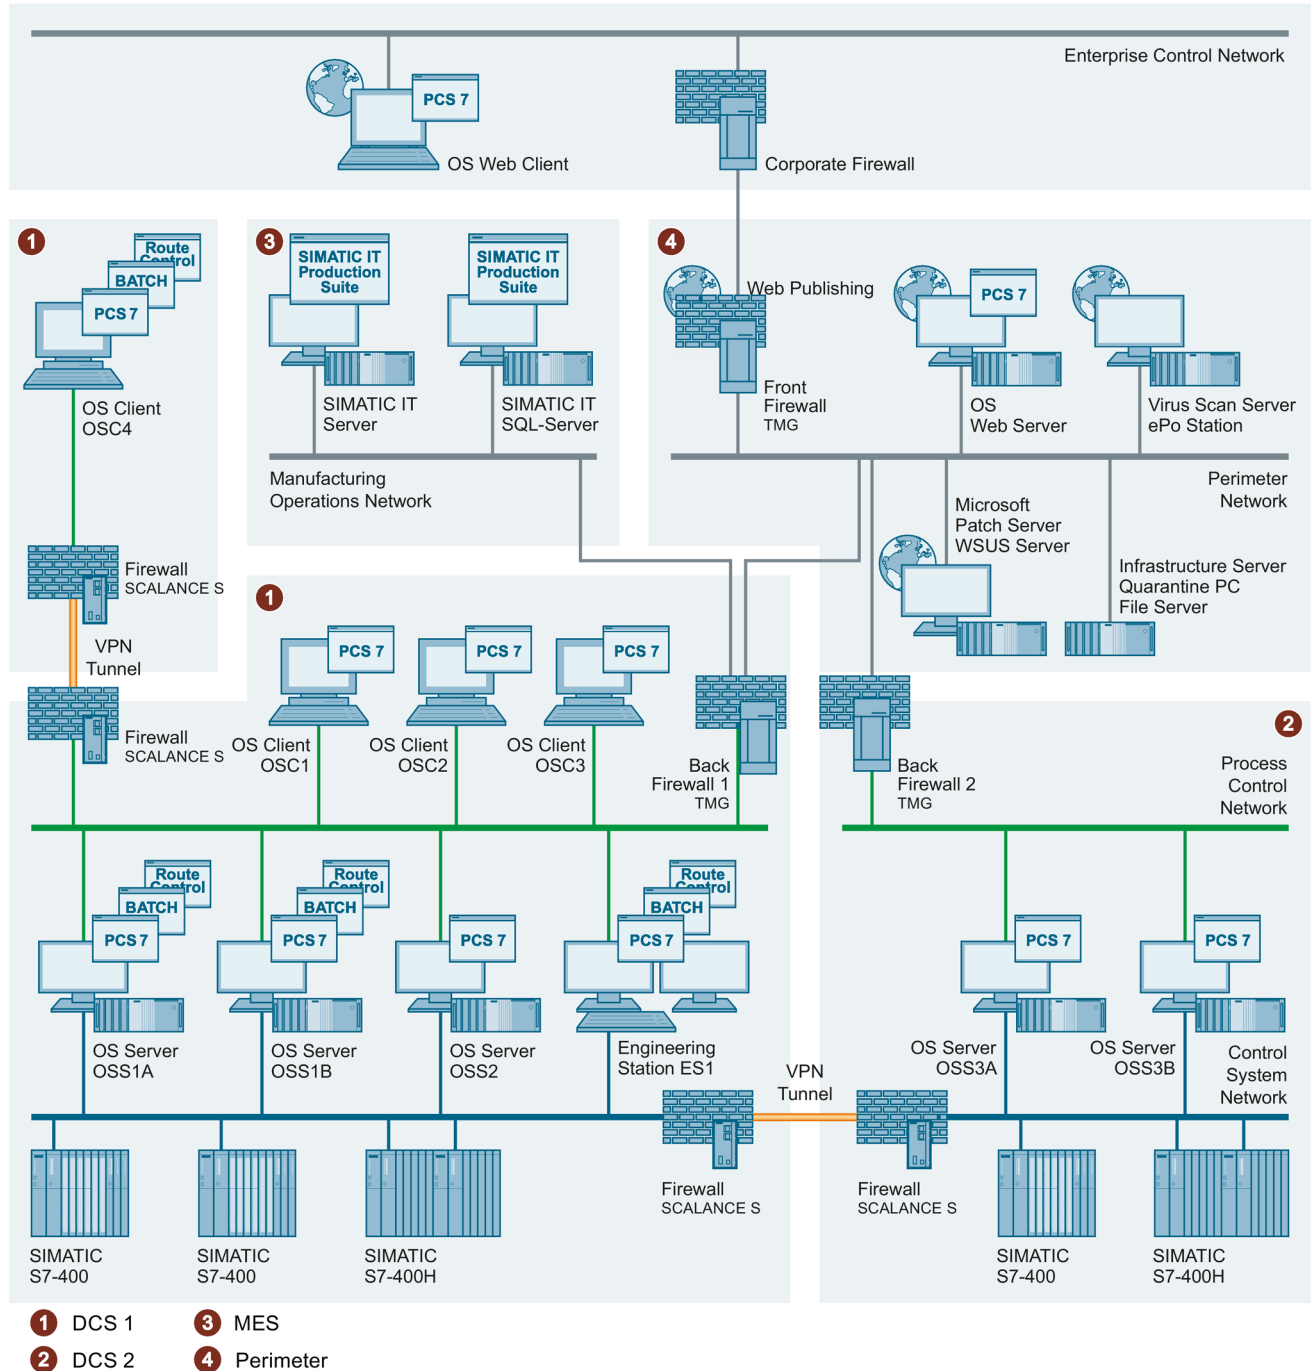 Enterprise Control Network
PCS 7
OS Web Client
Corporate Firewall
1
Route
Control
BATCH
PCS 7
OS Client
OSC4
Firewall
SCALANCE S
VPN
Tunnel
Firewall
SCALANCE S
3
SIMATIC IT
Production
Suite
SIMATIC IT
Production
Suite
SIMATIC IT
Server
SIMATIC IT
SQL-Server
Manufacturing
Operations Network
4
Web Publishing
Front
Firewall
TMG
PCS 7
OS
Web Server
Virus Scan Server
ePo Station
Perimeter
Network
Microsoft
Patch Server
WSUS Server
Infrastructure Server
Quarantine PC
File Server
1
PCS 7
PCS 7
PCS 7
OS Client
OSC1
OS Client
OSC2
OS Client
OSC3
Back
Firewall 1
TMG
Back
Firewall 2
TMG
2
Process
Control
Network
Route
Control
BATCH
PCS 7
OS Server
OSS1A
Route
Control
BATCH
PCS 7
OS Server
OSS1B
PCS 7
OS Server
OSS2
Route
Control
BATCH
PCS 7
Engineering
Station ES1
PCS 7
OS Server
OSS3A
PCS 7
OS Server
OSS3B
Control
System
Network
VPN
Tunnel
Firewall
SCALANCE S
Firewall
SCALANCE S
SIMATIC
S7-400
SIMATIC
S7-400
SIMATIC
S7-400H
SIMATIC
S7-400
SIMATIC
S7-400H
1 DCS 1
3 MES
2 DCS 2
4 Perimeter